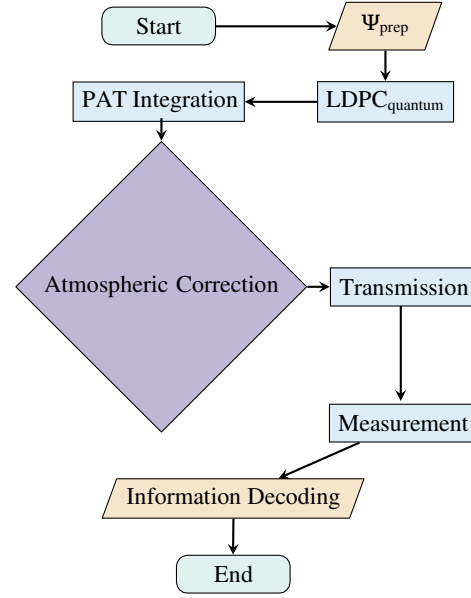 Start
Ψprep
LDPCquantum
PAT Integration
Atmospheric Correction
Transmission
Measurement
Information Decoding
End